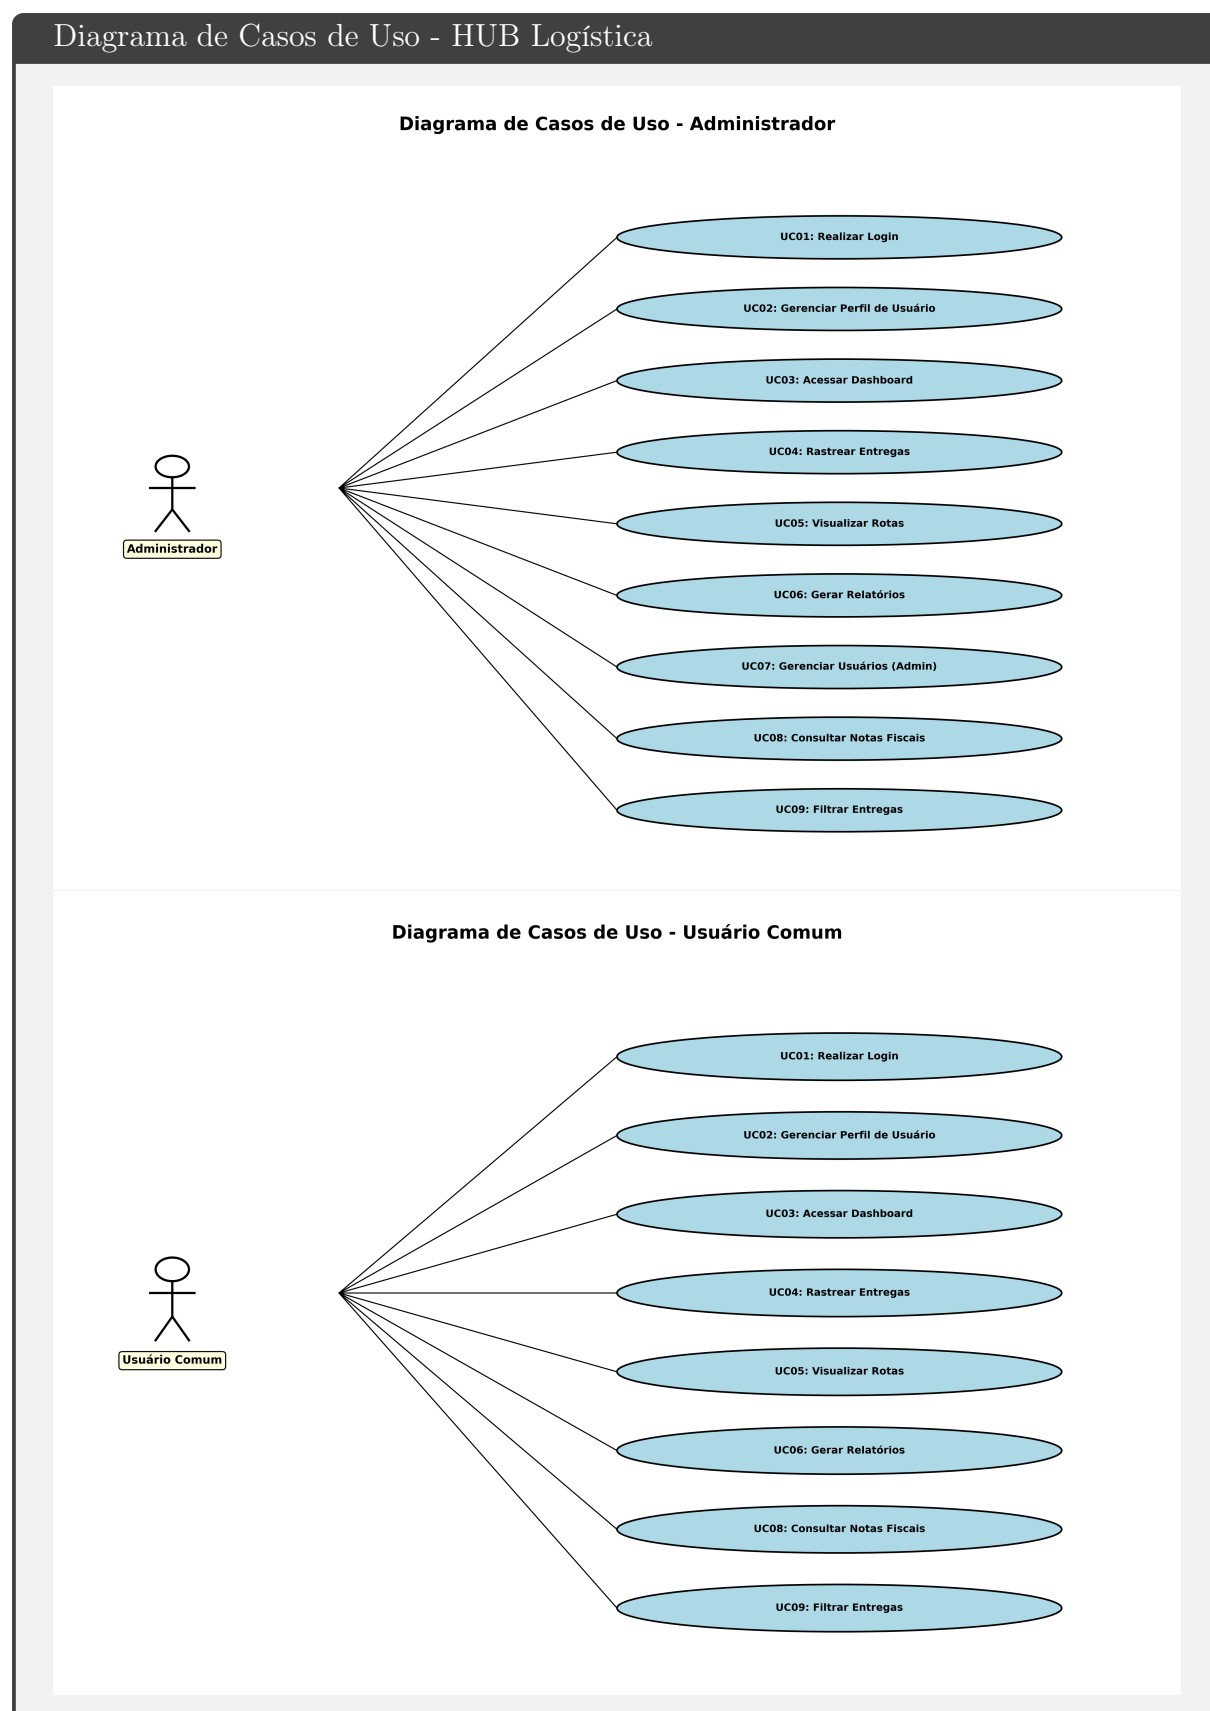 Diagrama de Casos de Uso - HUB Logística
Diagrama de Casos de Uso - Administrador
UC01: Realizar Login
UC02: Gerenciar Perfil de Usuário
UC03: Acessar Dashboard
UC04: Rastrear Entregas
UC05: Visualizar Rotas
Administrador
UC06: Gerar Relatórios
UC07: Gerenciar Usuários (Admin)
UC08: Consultar Notas Fiscais
UC09: Filtrar Entregas
Diagrama de Casos de Uso - Usuário Comum
UC01: Realizar Login
UC02: Gerenciar Perfil de Usuário
UC03: Acessar Dashboard
UC04: Rastrear Entregas
Usuário Comum
UC05: Visualizar Rotas
UC06: Gerar Relatórios
UC08: Consultar Notas Fiscais
UC09: Filtrar Entregas